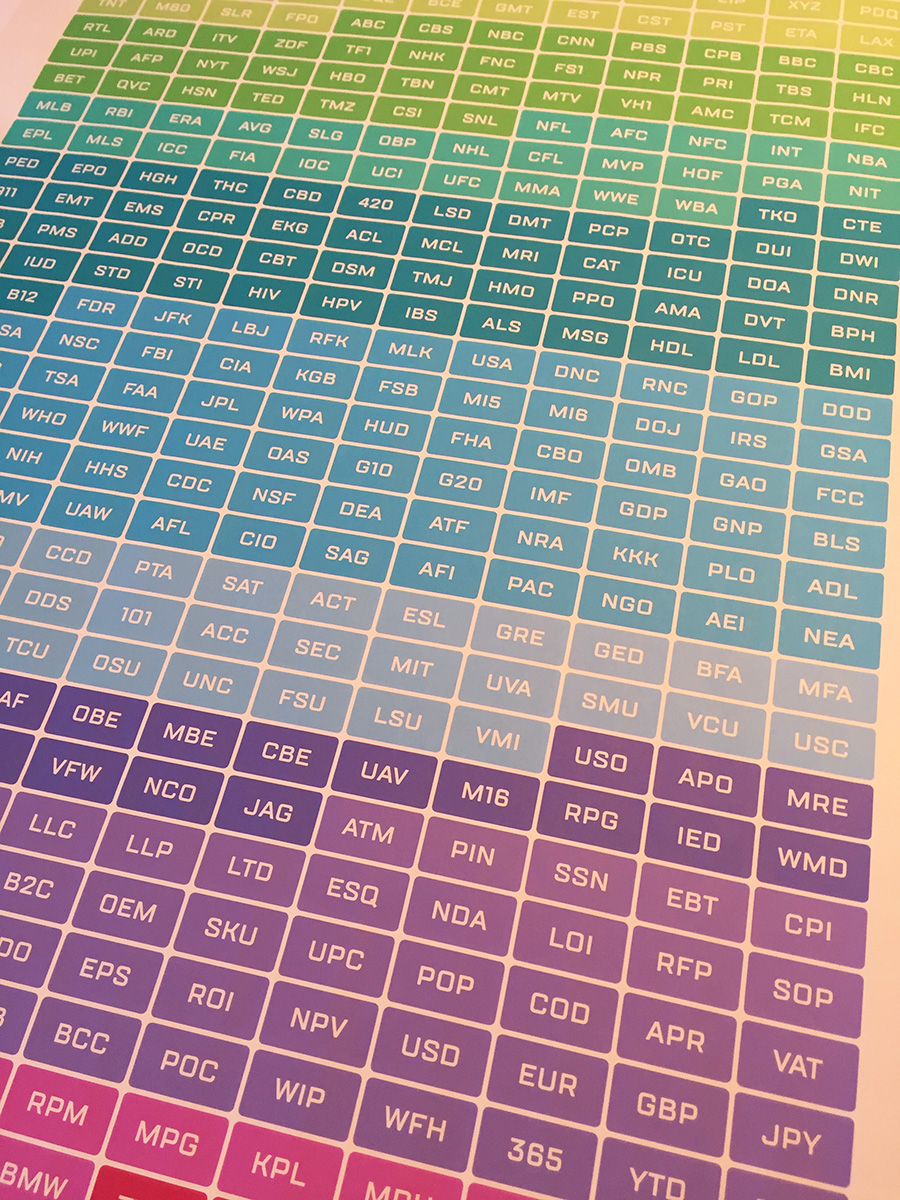 XYZ PDQ
BCE GMT EST CST PST ETA LAX
TNT M80 SLR FPO ABC CBS NBC CNN PBS CPB BBC CBC
RTL ARD ITV ZDF TF1 NHK FNC FS1 NPR PRI TBS HLN
UPI AFP NYT WSJ HBO TBN CMT MTV VH1 AMC TCM IFC
BET QVC HSN TED TMZ CSI SNL NFL AFC NFC INT NBA
MLB RBI ERA AVG SLG OBP NHL CFL MVP HOF PGA NIT
EPL MLS ICC FIA IOC UCI UFC MMA WWE WBA TKO CTE
PED EPO HGH THC CBD 420 LSD DMT PCP OTC DUI DWI
911 EMT EMS CPR EKG ACL MCL MRI CAT ICU DOA DNR
PMS ADD OCD CBT DSM TMJ HMO PPO AMA DVT BPH
IUD STD STI HIV HPV IBS ALS MSG HDL LDL BMI
B12 FDR JFK LBJ RFK MLK USA DNC RNC GOP DOD
SA NSC FBI CIA KGB FSB MI5 MI6 DOJ IRS GSA
TSA FAA JPL WPA HUD FHA CBO OMB GAO FCC
WHO WWF UAE OAS G10 G20 IMF GDP GNP BLS
NIH HHS CDC NSF DEA ATF NRA KKK PLO ADL
MV UAW AFL CIO SAG AFI PAC NGO AEI NEA
CCD PTA SAT ACT ESL GRE GED BFA MFA
DDS 101 ACC SEC MIT UVA SMU VCU USC
TCU OSU UNC FSU LSU VMI USO APO MRE
AF OBE MBE CBE UAV M16 RPG IED WMD
VFW NCO JAG ATM PIN SSN EBT CPI
LLC LLP LTD ESQ NDA LOI RFP SOP
B2C OEM SKU UPC POP COD APR VAT
EPS ROI NPV USD EUR GBP JPY
BCC POC WIP WFH 365 YTD
RPM MPG KPL MPH
BMW